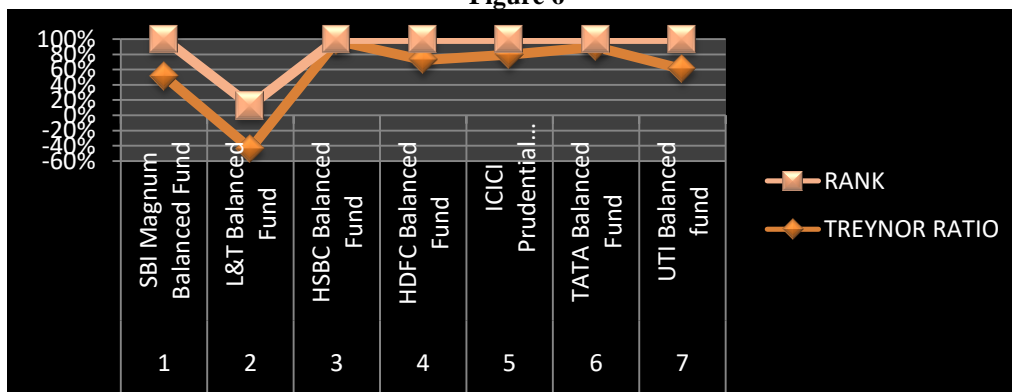 Figure 6
100%
80%
60%
40%
20%
0%
-20%
-40%
-60%
SBI Magnum
Balanced Fund
L&T Balanced
Fund
HSBC Balanced
Fund
HDFC Balanced
Fund
ICICI
Prudential...
TATA Balanced
Fund
UTI Balanced
fund
1
2
3
4
5
6
7
RANK
TREYNOR RATIO